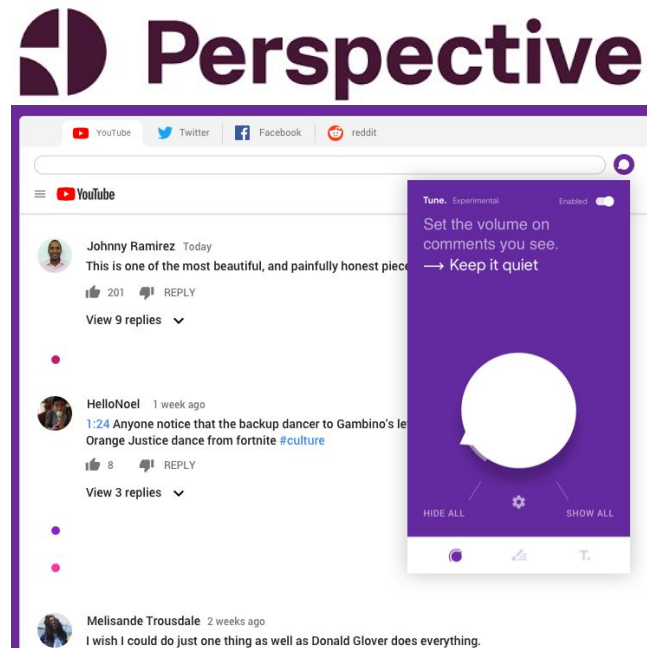 Perspective
YouTube Twitter Facebook reddit
YouTube
Tune. Experimental Enabled
Set the volume on
comments you see.
→ Keep it quiet
HIDE ALL SHOW ALL
T.
Johnny Ramirez Today
This is one of the most beautiful, and painfully honest piece
201 REPLY
View 9 replies
HelloNoel 1 week ago
1:24 Anyone notice that the backup dancer to Gambino's le
Orange Justice dance from fortnite #culture
8 REPLY
View 3 replies
Melisande Trousdale 2 weeks ago
I wish I could do just one thing as well as Donald Glover does everything.